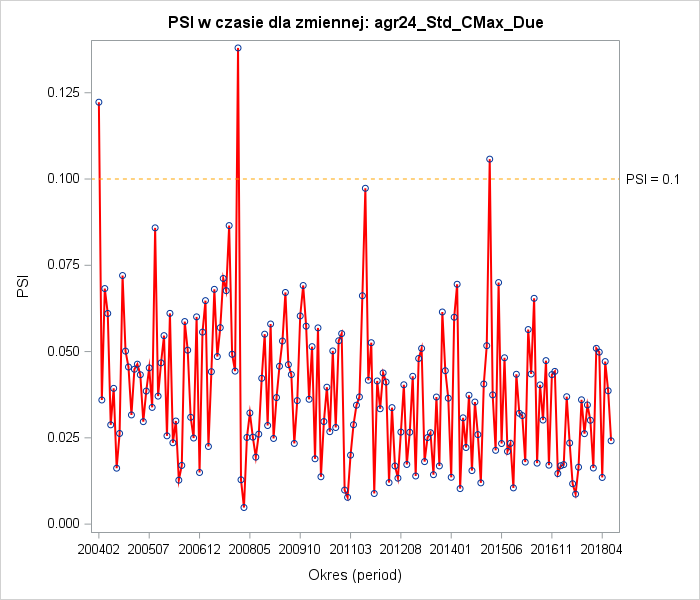 PSI w czasie dla zmiennej: agr24_Std_CMax_Due
0.125
0.100
PSI = 0.1
0.075
PSI
0.050
0.025
0.000
200402 200507 200612 200805 200910 201103 201208 201401 201506 201611 201804
Okres (period)